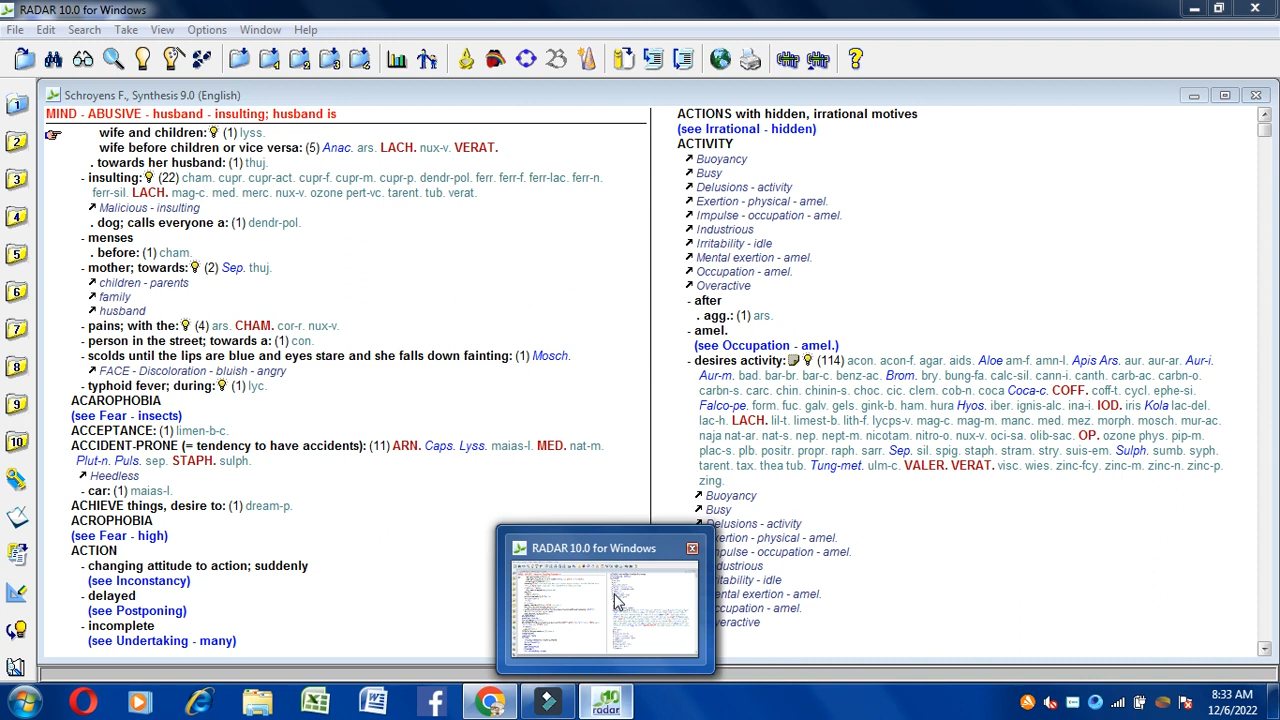 RADAR 10.0 for Windows
File Edit Search Take View Options Window Help
Schroyens F., Synthesis 9.0 (English)
MIND - ABUSIVE - husband - insulting; husband is
wife and children: (1) lyss.
wife before children or vice versa: (5) Anac. ars. LACH. nux-v. VERAT.
. towards her husband: (1) thuj.
- insulting: (22) cham. cupr. cupr-act. cupr-f. cupr-m. cupr-p. dendr-pol. ferr. ferr-f. ferr-lac. ferr-n.
ferr-sil. LACH. mag-c. med. merc. nux-v. ozone pert-vc. tarent. tub. verat.
Malicious - insulting
. dog; calls everyone a: (1) dendr-pol.
- menses
. before: (1) cham.
- mother; towards: (2) Sep. thuj.
children - parents
family
husband
- pains; with the: (4) ars. CHAM. cor-r. nux-v.
- person in the street; towards a: (1) con.
- scolds until the lips are blue and eyes stare and she falls down fainting: (1) Mosch.
FACE - Discoloration - bluish - angry
- typhoid fever; during: (1) lyc.
ACAROPHOBIA
(see Fear - insects)
ACCEPTANCE: (1) limen-b-c.
ACCIDENT-PRONE (= tendency to have accidents): (11) ARN. Caps. Lyss. maias-l. MED. nat-m.
Plut-n. Puls. sep. STAPH. sulph.
Heedless
- car: (1) maias-l.
ACHIEVE things, desire to: (1) dream-p.
ACROPHOBIA
(see Fear - high)
ACTION
- changing attitude to action; suddenly
(see Inconstancy)
- delayed
(see Postponing)
- incomplete
(see Undertaking - many)
ACTIONS with hidden, irrational motives
(see Irrational - hidden)
ACTIVITY
Buoyancy
Busy
Delusions - activity
Exertion - physical - amel.
Impulse - occupation - amel.
Industrious
Irritability - idle
Mental exertion - amel.
Occupation - amel.
Overactive
- after
. agg.: (1) ars.
- amel.
(see Occupation - amel.)
- desires activity: (114) acon. acon-f. agar. aids. Aloe am-f. amn-l. Apis Ars. aur. aur-ar. Aur-i.
Aur-m. bad. bar-br. bar-c. benz-ac. Brom. bry. bung-fa. calc-sil. cann-i. canth. carb-ac. carbn-o.
carbn-s. carc. chin. chinin-s. choc. cic. clem. cob-n. coca Coca-c. COFF. coff-t. cycl. ephe-si.
Falco-pe. form. fuc. galv. gels. gink-b. ham. hura Hyos. iber. ignis-alc. ina-i. IOD. iris Kola lac-del.
lac-h. LACH. lil-t. limest-b. lith-f. lycps-v. mag-c. mag-m. manc. med. mez. morph. mosch. mur-ac.
naja nat-ar. nat-s. nep. nept-m. nicotam. nitro-o. nux-v. oci-sa. olib-sac. OP. ozone phys. pip-m.
plac-s. plb. positr. propr. raph. sarr. Sep. sil. spig. staph. stram. stry. suis-em. Sulph. sumb. syph.
tarent. tax. thea tub. Tung-met. ulm-c. VALER. VERAT. visc. wies. zinc-fcy. zinc-m. zinc-n. zinc-p.
zing.
Buoyancy
Busy
Delusions - activity
xertion - physical - amel.
mpulse - occupation - amel.
ndustrious
ritability - idle
ental exertion - amel.
ccupation - amel.
veractive
RADAR 10.0 for Windows
8:33 AM
12/6/2022